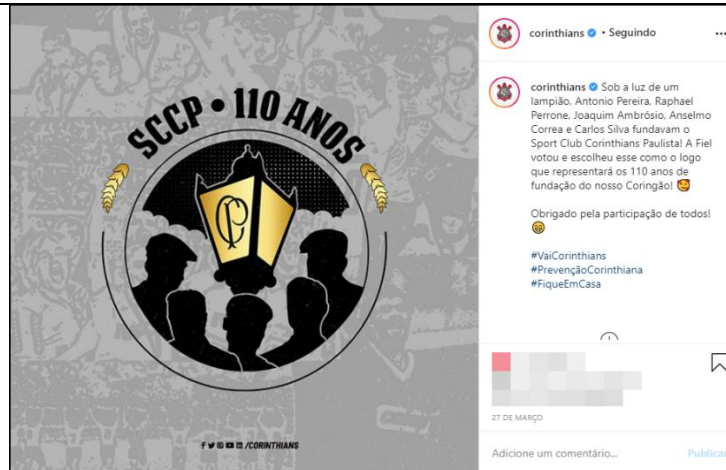 SCCP • 110 ANOS
CP
/CORINTHIANS
corinthians • Seguindo
corinthians Sob a luz de um
lampião, Antonio Pereira, Raphael
Perrone, Joaquim Ambrósio, Anselmo
Correa e Carlos Silva fundavam o
Sport Club Corinthians Paulista! A Fiel
votou e escolheu esse como o logo
que representará os 110 anos de
fundação do nosso Coringão! 🥰
Obrigado pela participação de todos!
😁
#VaiCorinthians
#PrevençãoCorinthiana
#FiqueEmCasa
27 DE MARÇO
Adicione um comentário...
Publicar